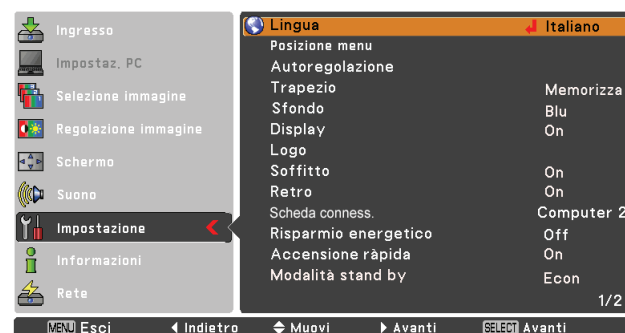 Ingresso
Impostaz. PC
Selezione immagine
Regolazione immagine
Schermo
Suono
Impostazione
Informazioni
Rete
Lingua Italiano
Posizione menu
Autoregolazione
Trapezio Memorizza
Sfondo Blu
Display On
Logo
Soffitto On
Retro On
Scheda conness. Computer 2
Risparmio energetico Off
Accensione ràpida On
Modalità stand by Econ
1/2
MENU Esci Indietro Muovi Avanti SELECT Avanti